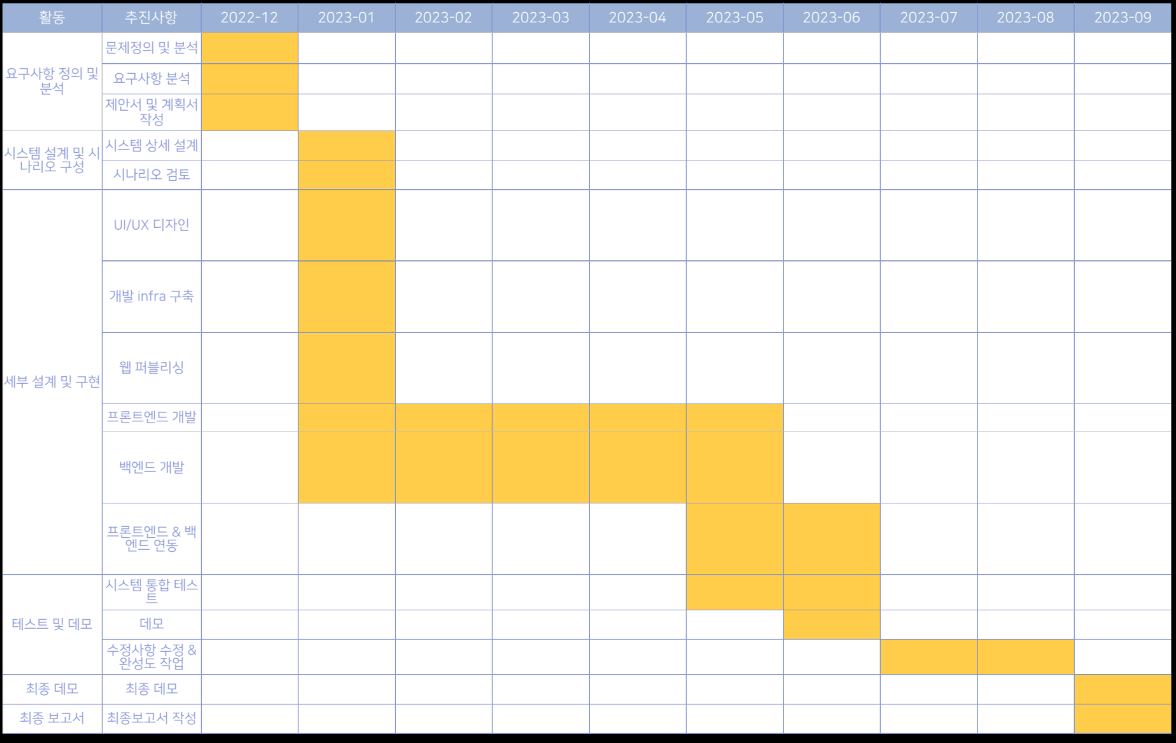 활동 추진사항 2022-12 2023-01 2023-02 2023-03 2023-04 2023-05 2023-06 2023-07 2023-08 2023-09
요구사항 정의 및
분석
문제정의 및 분석
요구사항 분석
제안서 및 계획서
작성
시스템 설계 및 시
나리오 구성
시스템 상세 설계
시나리오 검토
세부 설계 및 구현
UI/UX 디자인
개발 infra 구축
웹 퍼블리싱
프론트엔드 개발
백엔드 개발
프론트엔드 & 백
엔드 연동
테스트 및 데모
시스템 통합 테스
트
데모
수정사항 수정 &
완성도 작업
최종 데모 최종 데모
최종 보고서 최종보고서 작성